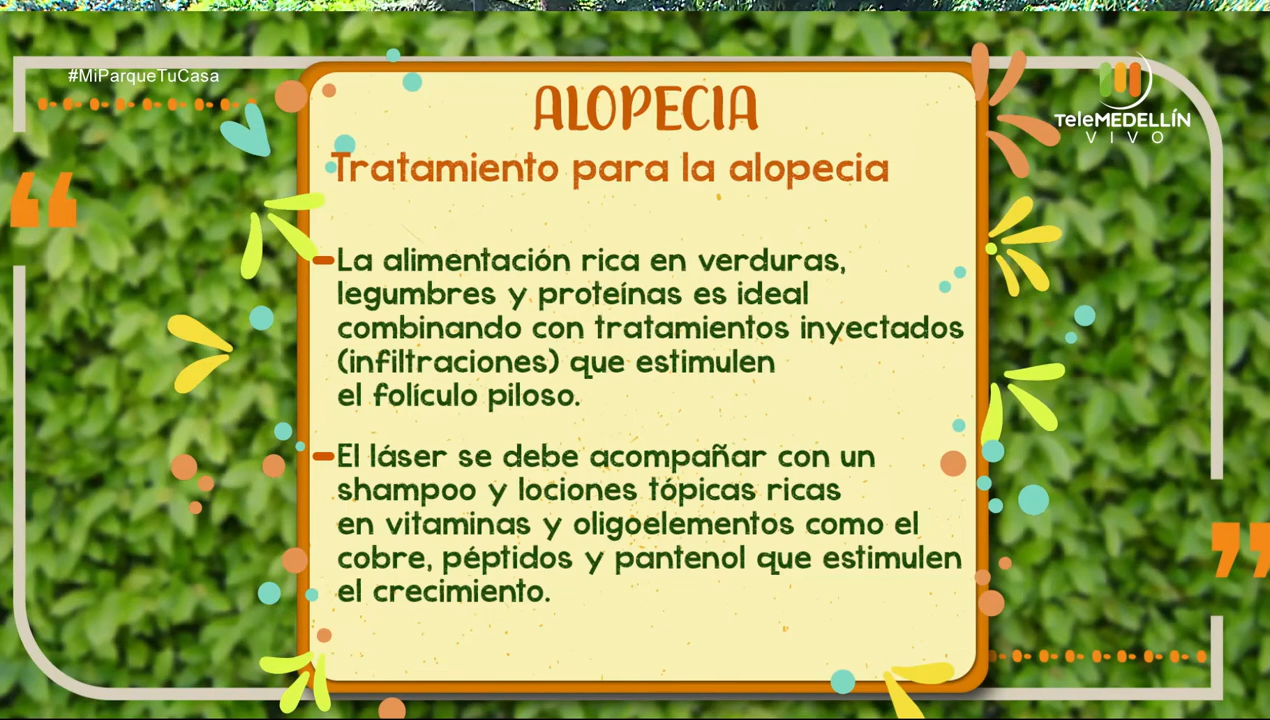 #MiParqueTuCasa
TeleMEDELLÍN
VIVO
ALOPECIA
Tratamiento para la alopecia
-La alimentación rica en verduras,
legumbres y proteínas es ideal
combinando con tratamientos inyectados
(infiltraciones) que estimulen
el folículo piloso.
-El láser se debe acompañar con un
shampoo y lociones tópicas ricas
en vitaminas y oligoelementos como el
cobre, péptidos y pantenol que estimulen
el crecimiento.